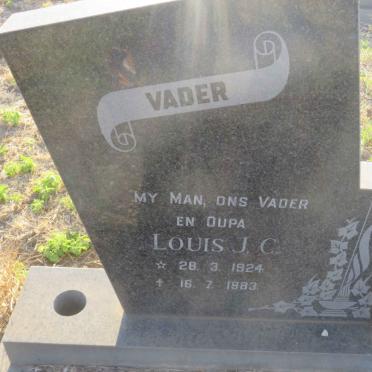 VADER
MY MAN, ONS VADER
EN OUPA
LOUIS J. C.
☆ 28. 3. 1924
✝ 16. 7. 1983